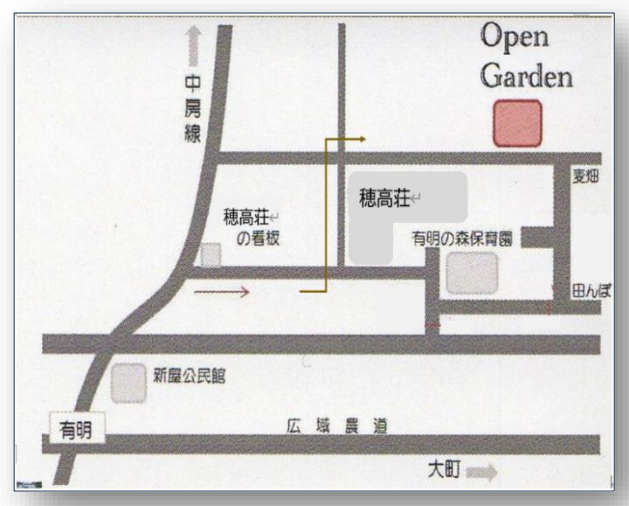 Open
Garden
中房線
麦畑
穂高荘↵
穂高荘↵
の看板
有明の森保育園
田んぼ
新屋公民館
有明
広域農道
大町